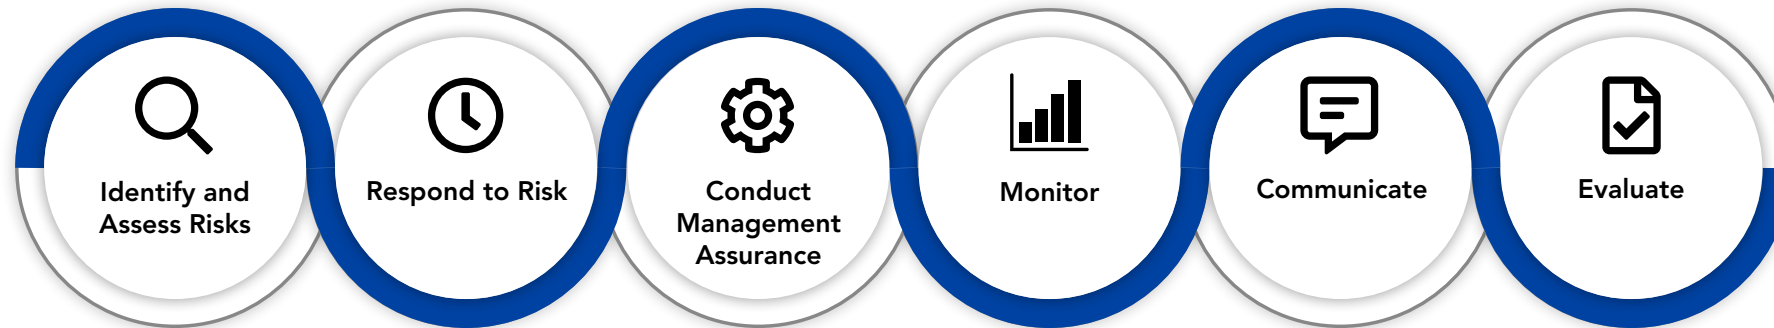 Identify and
Assess Risks
Respond to Risk
Conduct
Management
Assurance
Monitor
Communicate
Evaluate